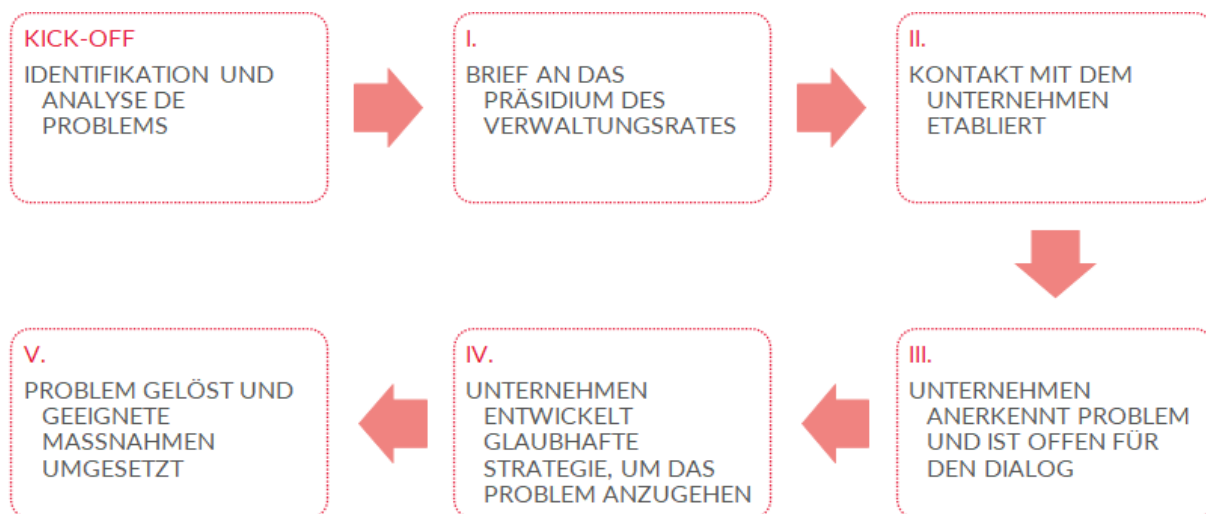 KICK-OFF
IDENTIFIKATION UND
ANALYSE DE
PROBLEMS
I.
BRIEF AN DAS
PRÄSIDIUM DES
VERWALTUNGSRATES
II.
KONTAKT MIT DEM
UNTERNEHMEN
ETABLIERT
III.
UNTERNEHMEN
ANERKENNT PROBLEM
UND IST OFFEN FÜR
DEN DIALOG
IV.
UNTERNEHMEN
ENTWICKELT
GLAUBHAFTE
STRATEGIE, UM DAS
PROBLEM ANZUGEHEN
V.
PROBLEM GELÖST UND
GEEIGNETE
MASSNAHMEN
UMGESETZT